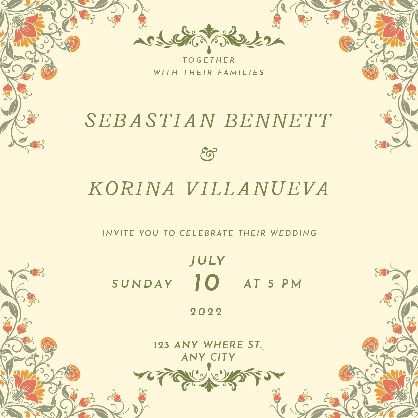 TOGETHER
WITH THEIR FAMILIES
SEBASTIAN BENNETT
&
KORINA VILLANUEVA
INVITE YOU TO CELEBRATE THEIR WEDDING
JULY
SUNDAY 10 AT 5 PM
2022
123 ANY WHERE ST.,
ANY CITY